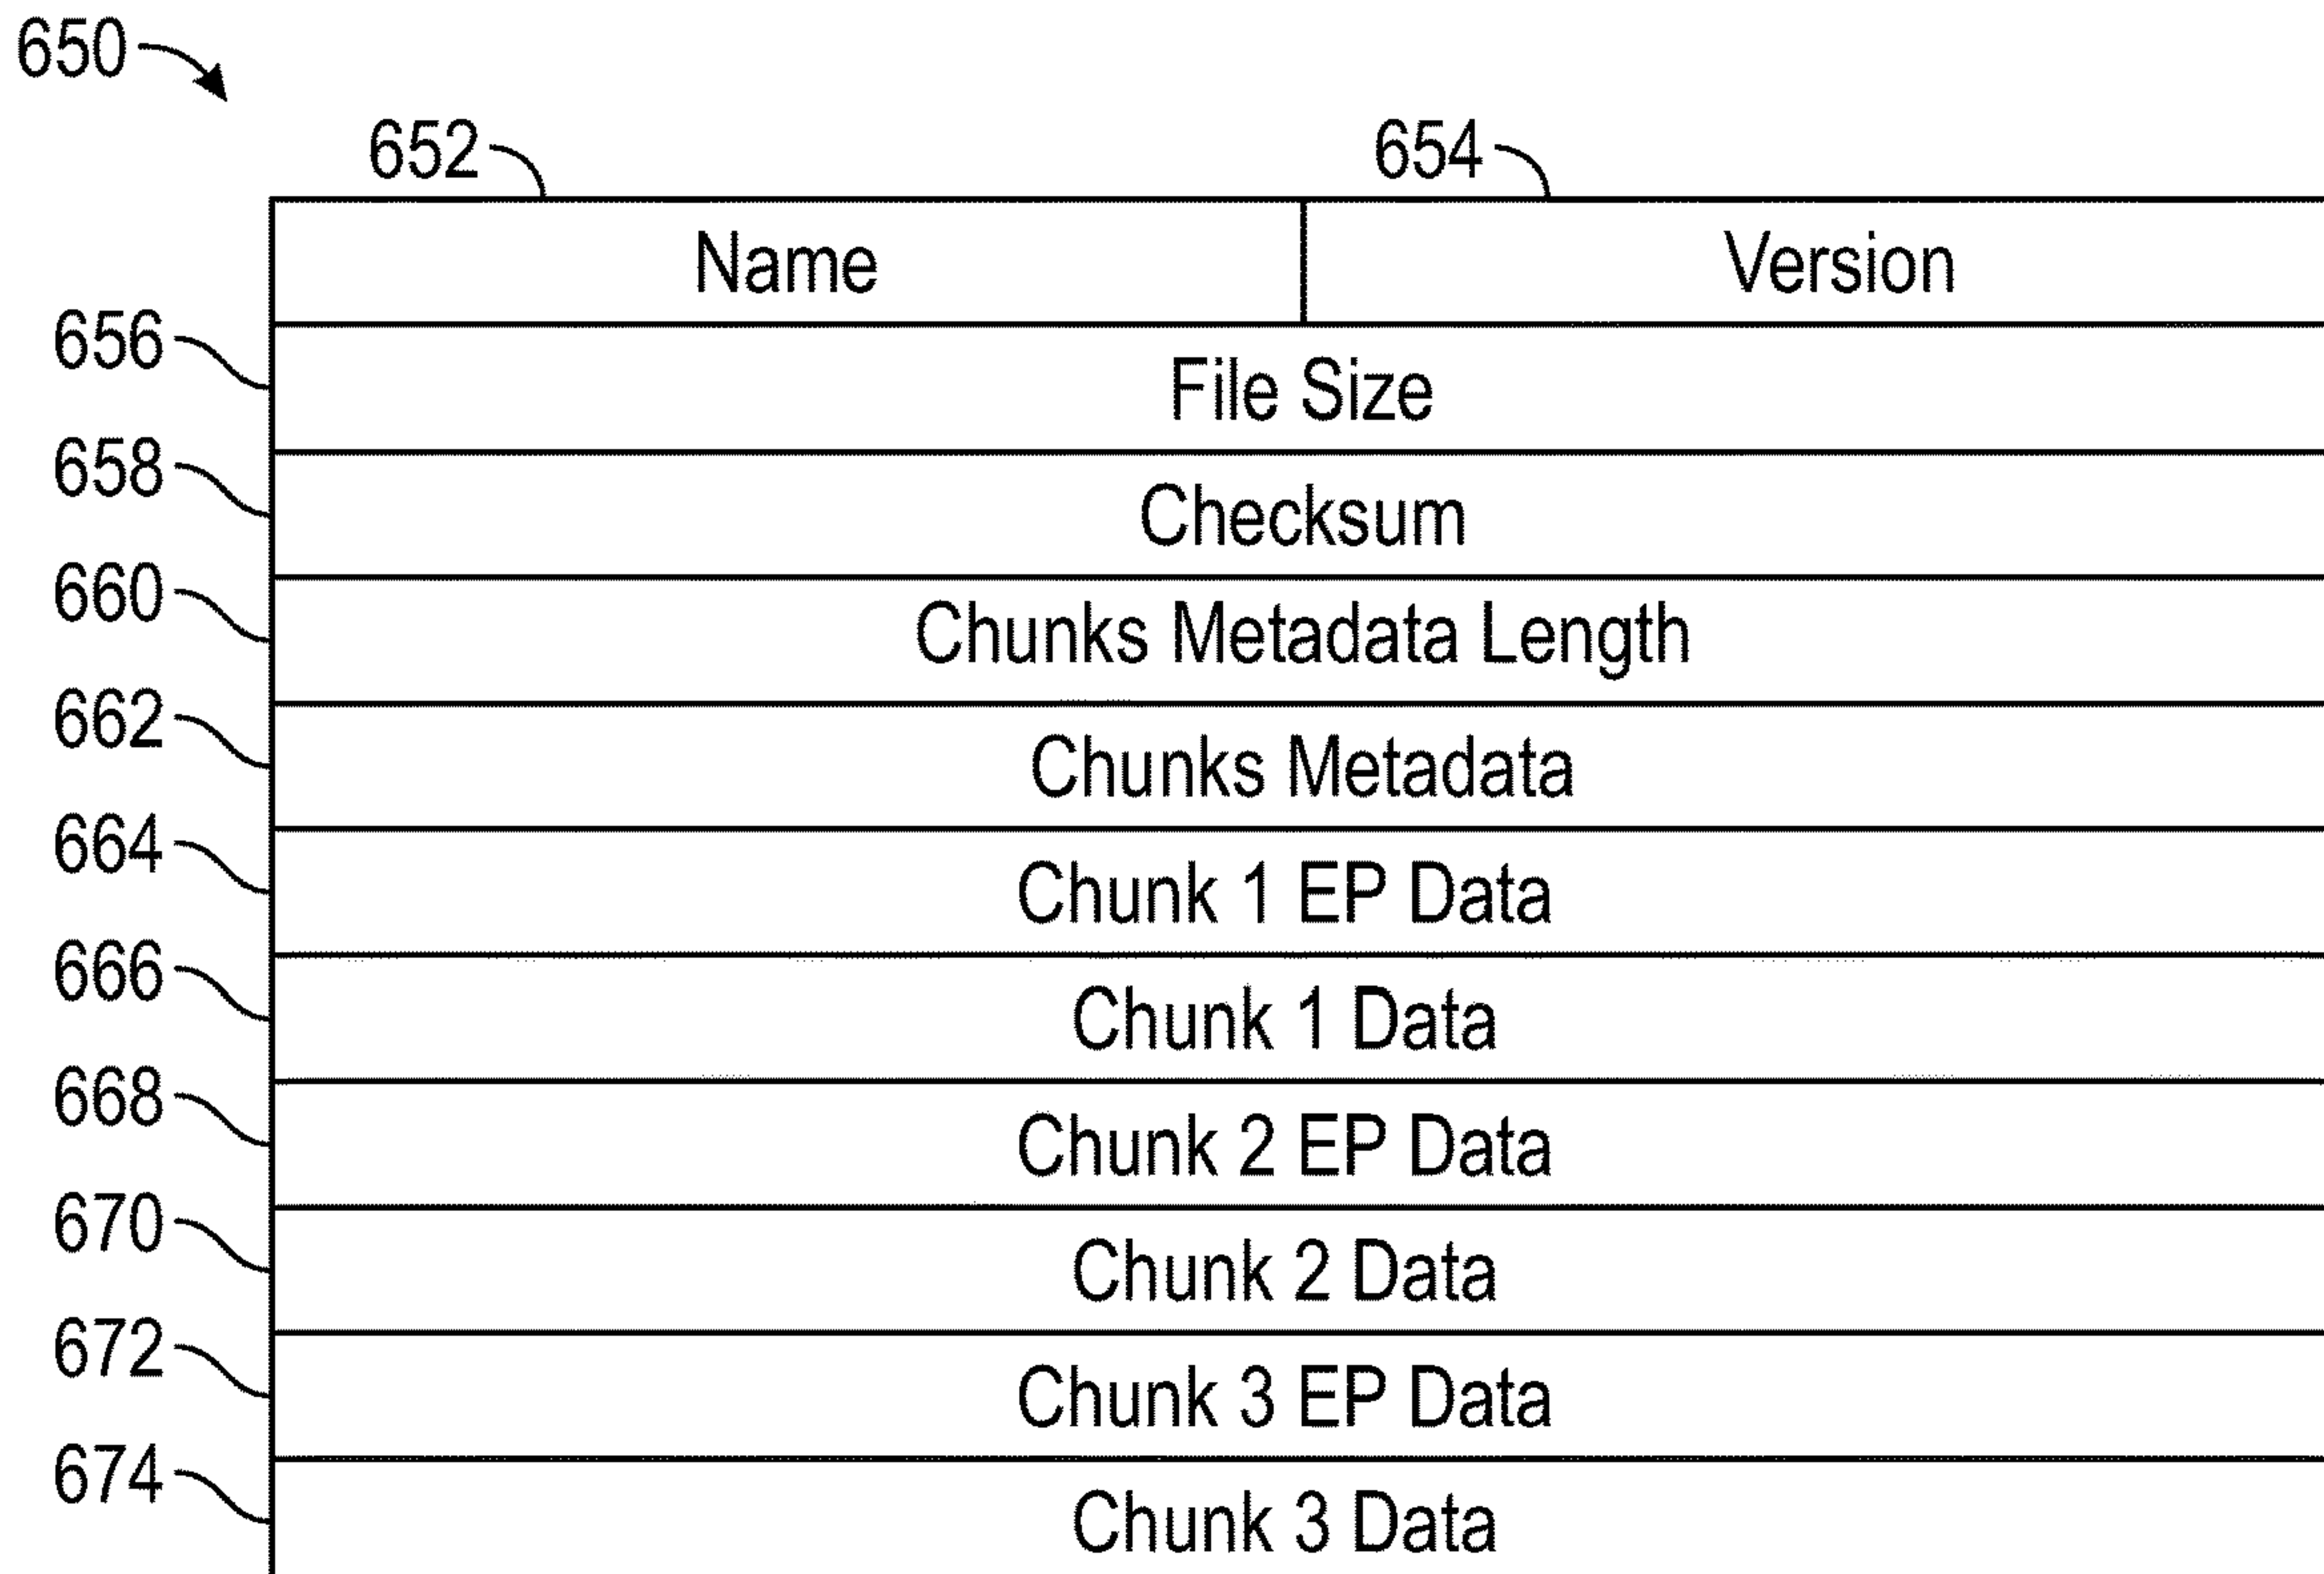 650
652 654
Name Version
656 File Size
658 Checksum
660 Chunks Metadata Length
662 Chunks Metadata
664 Chunk 1 EP Data
666 Chunk 1 Data
668 Chunk 2 EP Data
670 Chunk 2 Data
672 Chunk 3 EP Data
674 Chunk 3 Data